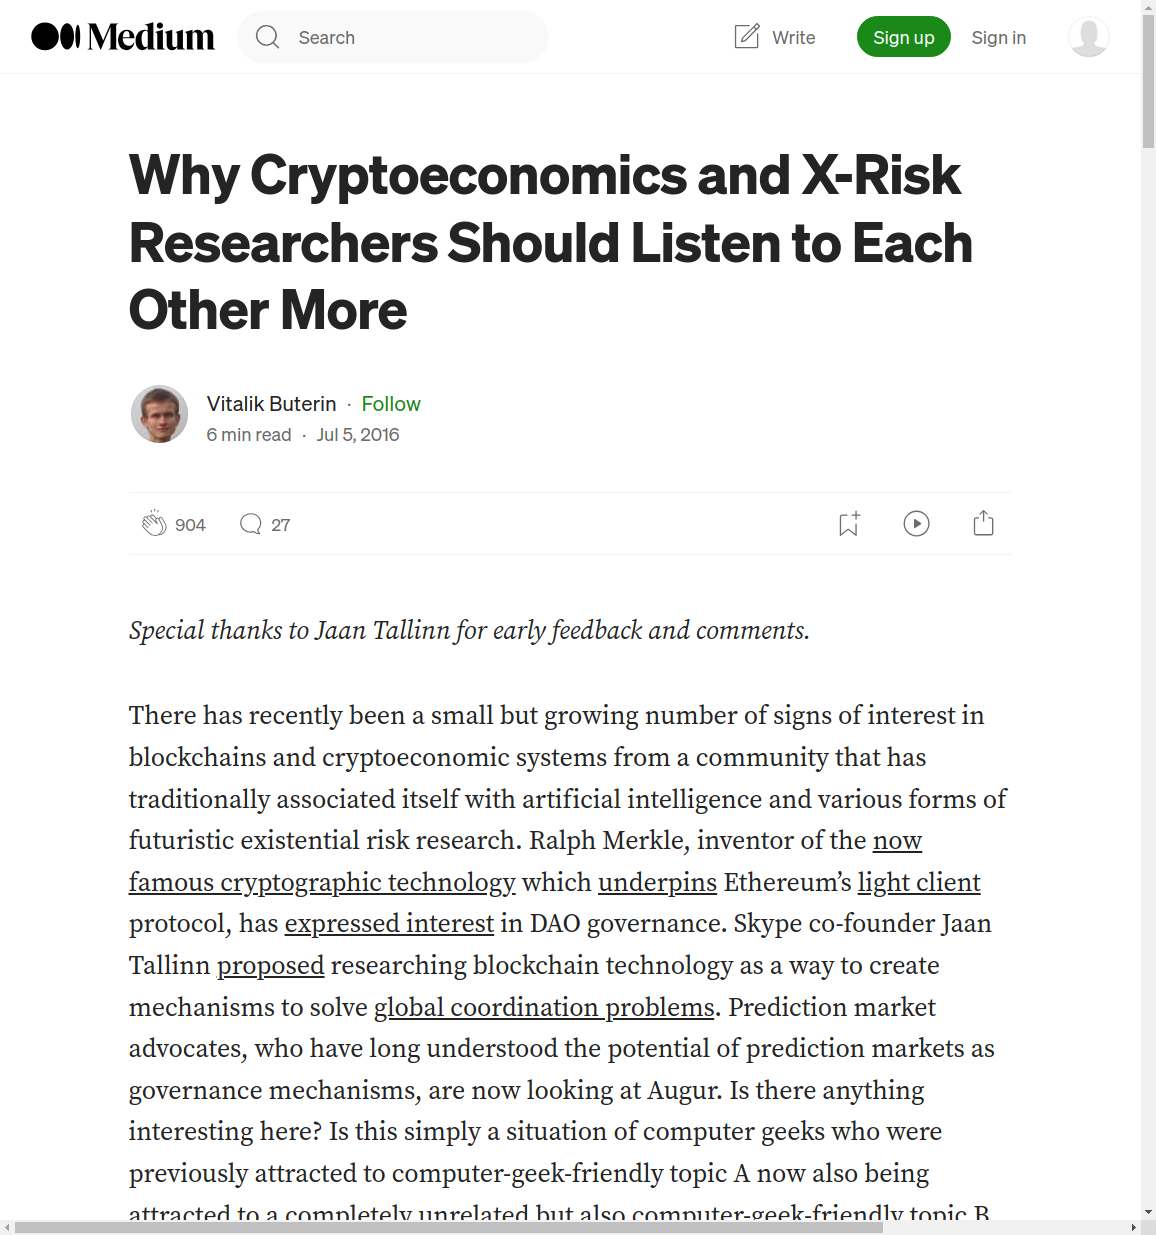 Medium
Search
Write
Sign up
Sign in
Why Cryptoeconomics and X-Risk
Researchers Should Listen to Each
Other More
Vitalik Buterin · Follow
6 min read · Jul 5, 2016
904
27
Special thanks to Jaan Tallinn for early feedback and comments.
There has recently been a small but growing number of signs of interest in
blockchains and cryptoeconomic systems from a community that has
traditionally associated itself with artificial intelligence and various forms of
futuristic existential risk research. Ralph Merkle, inventor of the now
famous cryptographic technology which underpins Ethereum’s light client
protocol, has expressed interest in DAO governance. Skype co-founder Jaan
Tallinn proposed researching blockchain technology as a way to create
mechanisms to solve global coordination problems. Prediction market
advocates, who have long understood the potential of prediction markets as
governance mechanisms, are now looking at Augur. Is there anything
interesting here? Is this simply a situation of computer geeks who were
previously attracted to computer-geek-friendly topic A now also being
attracted to a completely unrelated but also computer-geek-friendly topic B